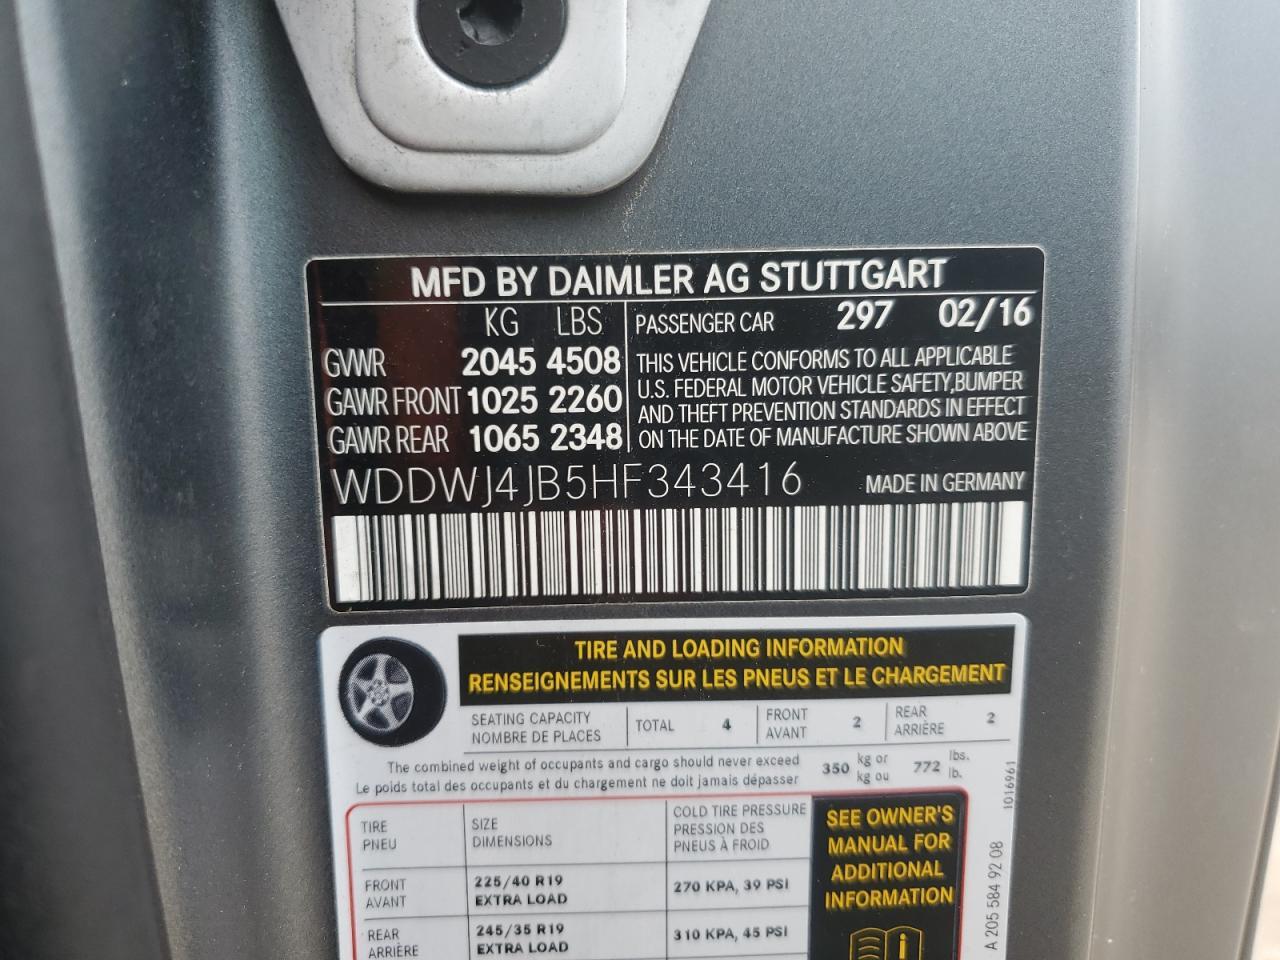 MFD BY DAIMLER AG STUTTGART
KG LBS
GVWR 2045 4508
GAWR FRONT 1025 2260
GAWR REAR 1065 2348
PASSENGER CAR 297 02/16
THIS VEHICLE CONFORMS TO ALL APPLICABLE
U.S. FEDERAL MOTOR VEHICLE SAFETY,BUMPER
AND THEFT PREVENTION STANDARDS IN EFFECT
ON THE DATE OF MANUFACTURE SHOWN ABOVE
WDDWJ4JB5HF343416 MADE IN GERMANY
TIRE AND LOADING INFORMATION
RENSEIGNEMENTS SUR LES PNEUS ET LE CHARGEMENT
SEATING CAPACITY
NOMBRE DE PLACES
TOTAL 4
FRONT
AVANT
2
REAR
ARRIÈRE
2
The combined weight of occupants and cargo should never exceed
Le poids total des occupants et du chargement ne doit jamais dépasser
350 kg or
kg ou
772 lbs.
lb.
TIRE
PNEU
SIZE
DIMENSIONS
COLD TIRE PRESSURE
PRESSION DES
PNEUS À FROID
FRONT
AVANT
225/40 R19
EXTRA LOAD
270 KPA, 39 PSI
REAR
ARRIÈRE
245/35 R19
EXTRA LOAD
310 KPA, 45 PSI
SEE OWNER'S
MANUAL FOR
ADDITIONAL
INFORMATION
i
1016961
A 205 584 92 08